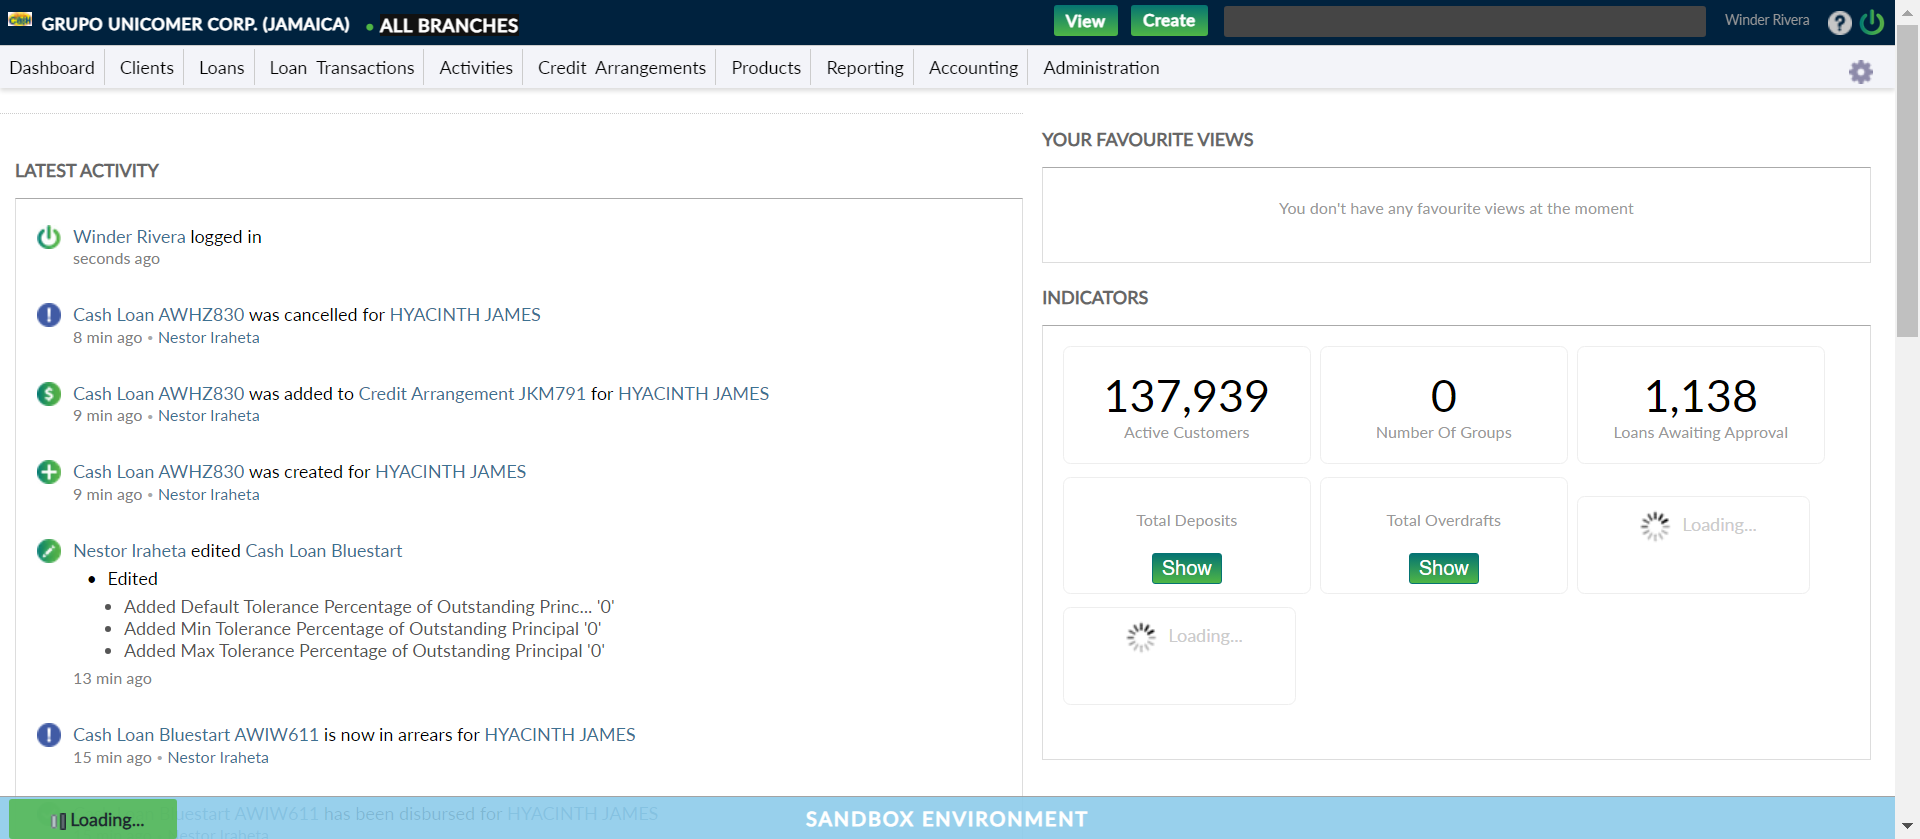 Cash
GRUPO UNICOMER CORP. (JAMAICA) • ALL BRANCHES
View
Create
Winder Rivera
?
Dashboard
Clients
Loans
Loan Transactions
Activities
Credit Arrangements
Products
Reporting
Accounting
Administration
LATEST ACTIVITY
Winder Rivera logged in
seconds ago
Cash Loan AWHZ830 was cancelled for HYACINTH JAMES
8 min ago • Nestor Iraheta
Cash Loan AWHZ830 was added to Credit Arrangement JKM791 for HYACINTH JAMES
9 min ago • Nestor Iraheta
Cash Loan AWHZ830 was created for HYACINTH JAMES
9 min ago • Nestor Iraheta
Nestor Iraheta edited Cash Loan Bluestart
• Edited
• Added Default Tolerance Percentage of Outstanding Princ... '0'
• Added Min Tolerance Percentage of Outstanding Principal '0'
• Added Max Tolerance Percentage of Outstanding Principal '0'
13 min ago
Cash Loan Bluestart AWIW611 is now in arrears for HYACINTH JAMES
15 min ago • Nestor Iraheta
uestart AWIW611 has been disbursed for HYACINTH JAMES
estor Iraheta
Loading...
SANDBOX ENVIRONMENT
YOUR FAVOURITE VIEWS
You don't have any favourite views at the moment
INDICATORS
137,939
Active Customers
0
Number Of Groups
1,138
Loans Awaiting Approval
Total Deposits
Show
Total Overdrafts
Show
Loading...
Loading...